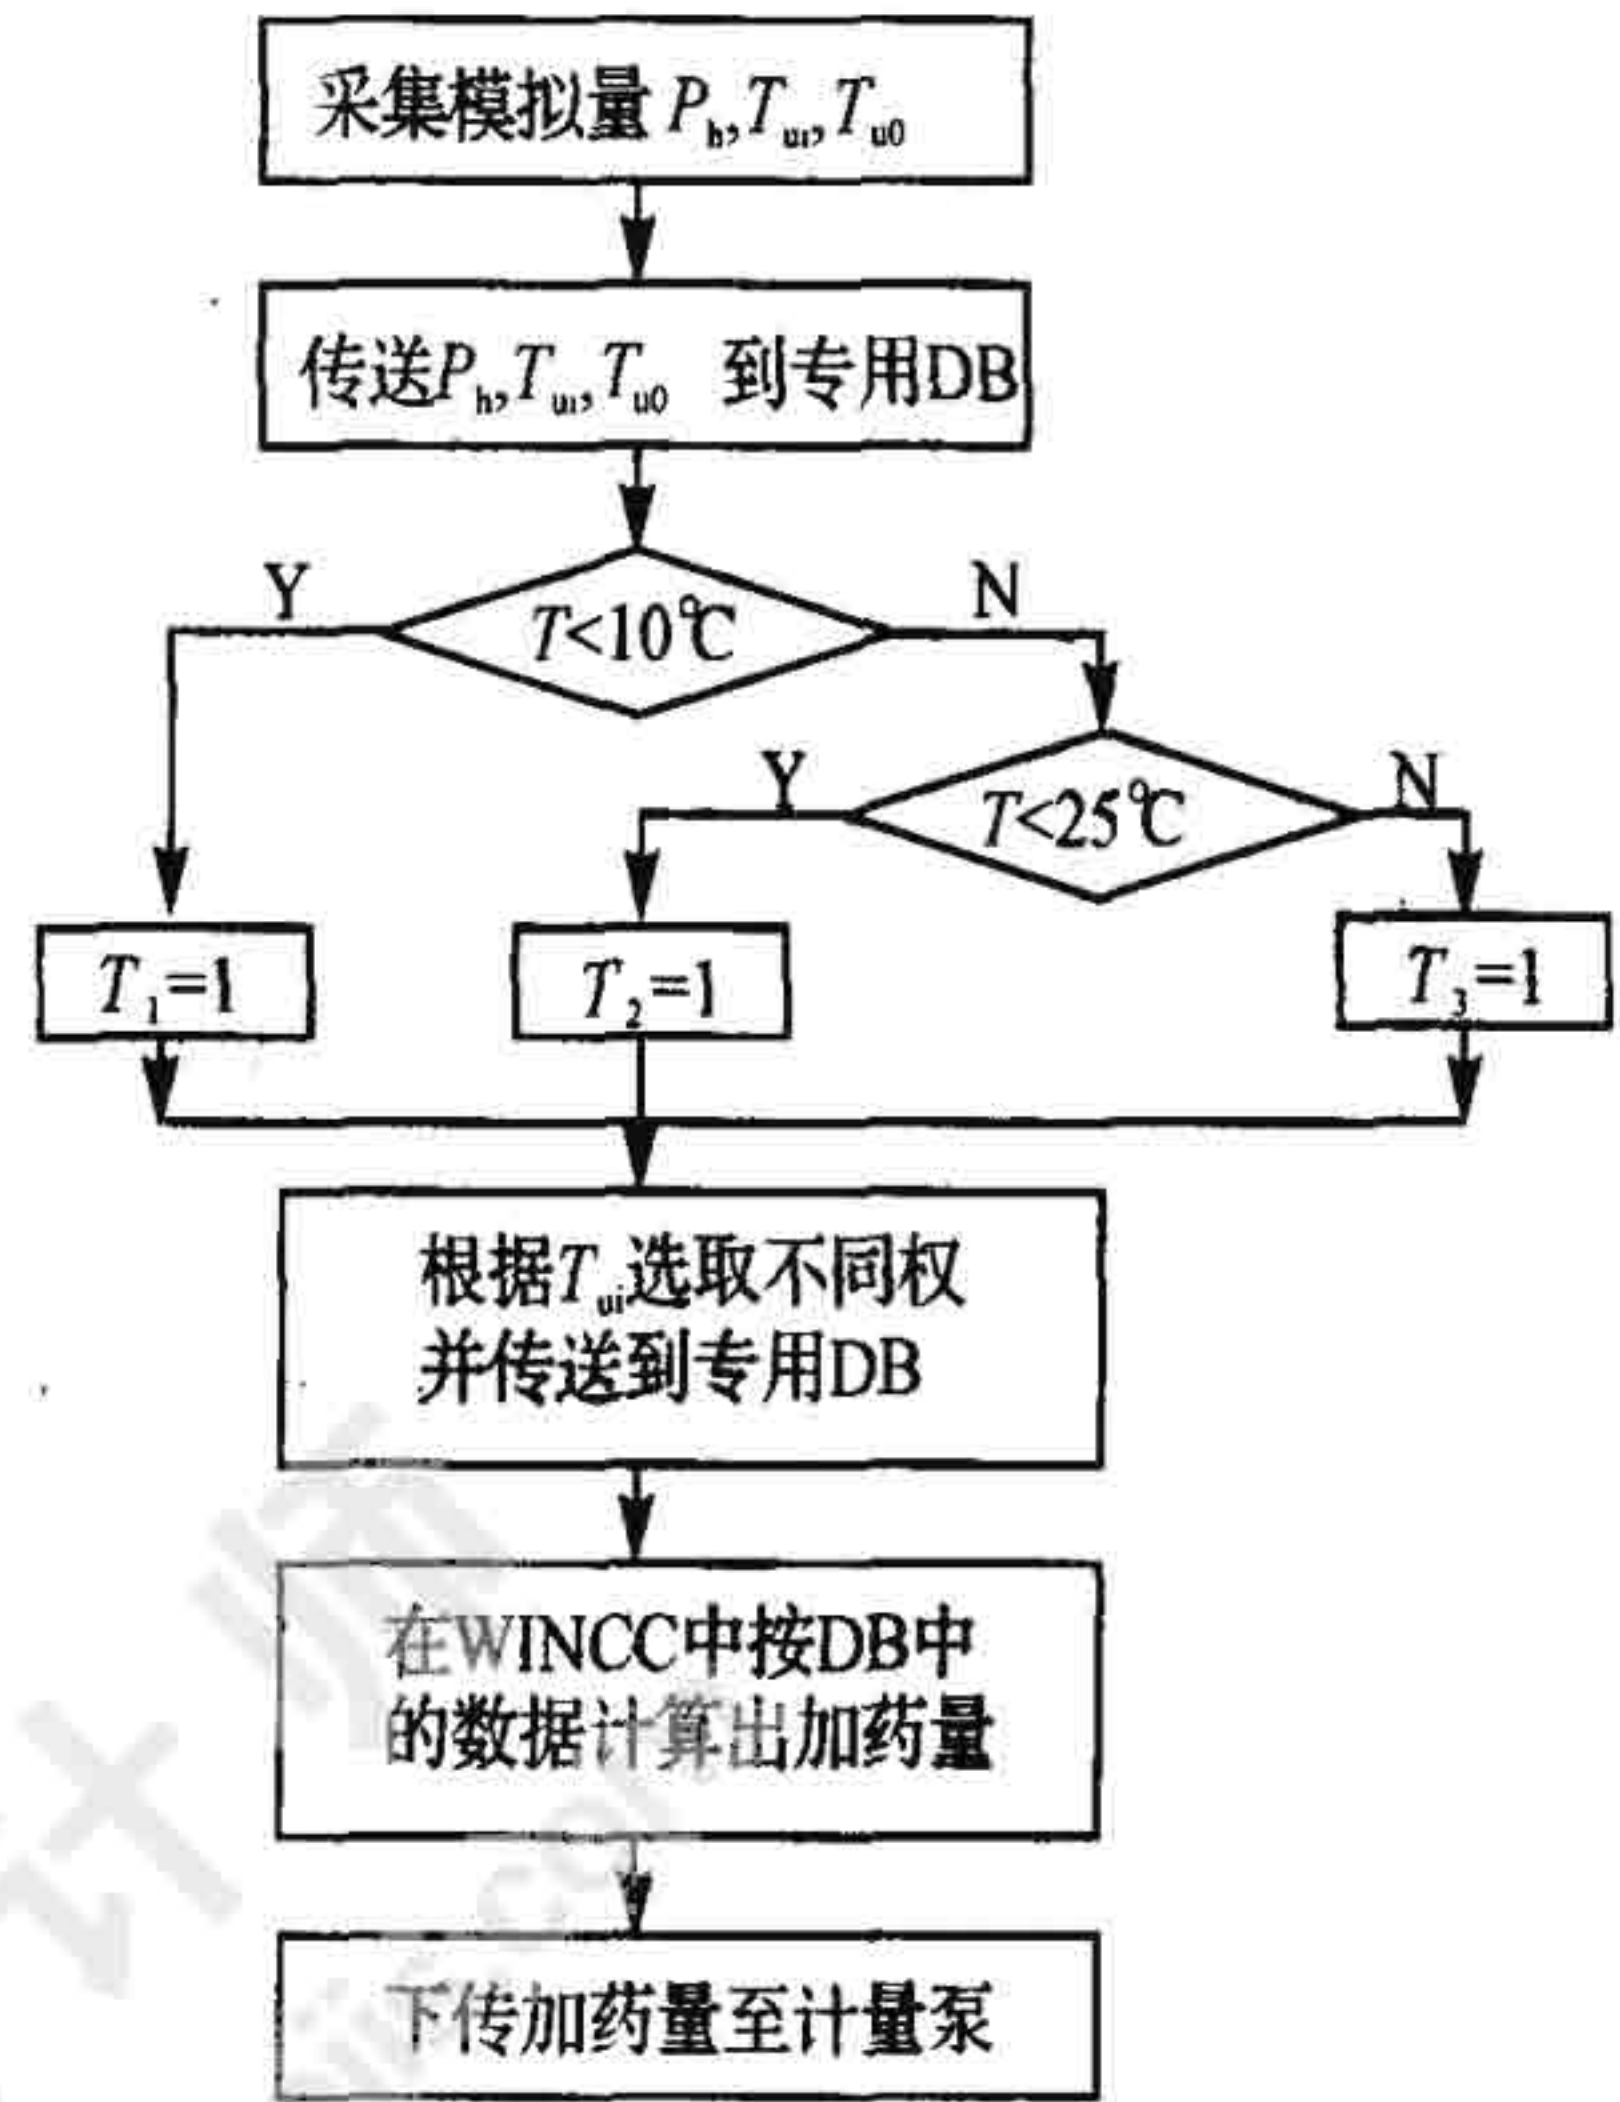 采集模拟量 Ph,Tui,Tu0
传送Ph,Tui,Tu0 到专用DB
Y
T<10℃
N
Y
T<25℃
N
T1=1
T2=1
T3=1
根据Tui选取不同权
并传送到专用DB
在WINCC中按DB中
的数据计算出加药量
下传加药量至计量泵
计师